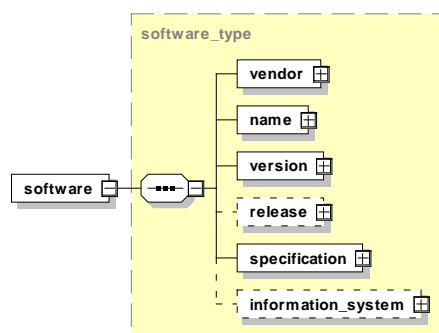 software_type
vendor
name
version
software
release
specification
information_system